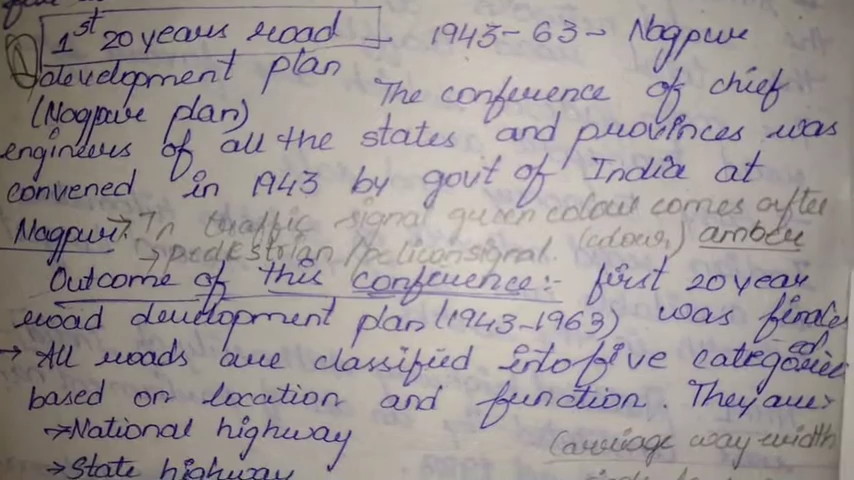 ① 1st 20 years road - 1943-63 - Nagpur
development plan
(Nagpur plan) The conference of chief
engineers of all the states and provinces was
convened in 1943 by govt of India at
Nagpur. → In traffic signal green colour comes after
→ pedestrian/pelican signal. (colour) amber
Outcome of this conference:- first 20 year
road development plan (1943-1963) was finalis
ed
→ All roads are classified into five categories
based on location and function. They are:
→ National highway
Carriage way width
→ State highway